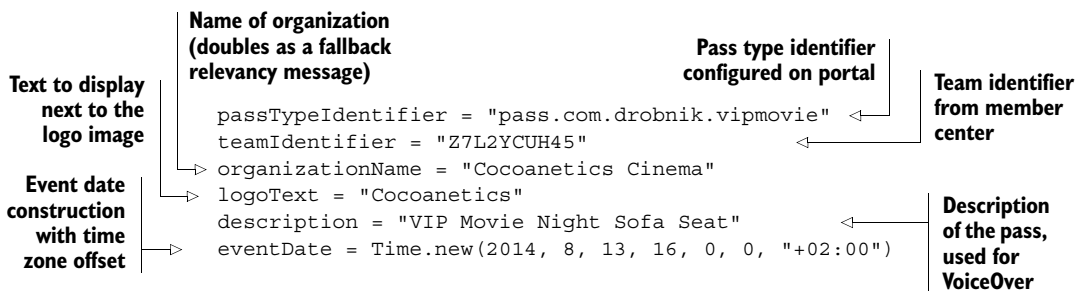 Name of organization
(doubles as a fallback
relevancy message)
Pass type identifier
configured on portal
Text to display
next to the
logo image
Team identifier
from member
center
passTypeIdentifier = "pass.com.drobnik.vipmovie"
teamIdentifier = "Z7L2YCUH45"
organizationName = "Cocoanetics Cinema"
logoText = "Cocoanetics"
description = "VIP Movie Night Sofa Seat"
eventDate = Time.new(2014, 8, 13, 16, 0, 0, "+02:00")
Event date
construction
with time
zone offset
Description
of the pass,
used for
VoiceOver